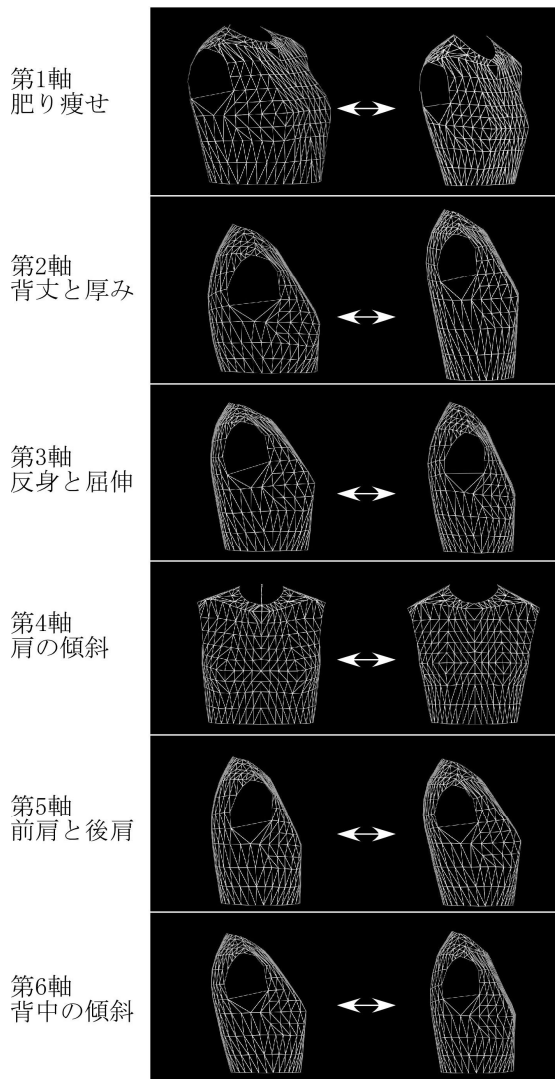 第1軸
肥り痩せ
第2軸
背丈と厚み
第3軸
反身と屈伸
第4軸
肩の傾斜
第5軸
前肩と後肩
第6軸
背中の傾斜